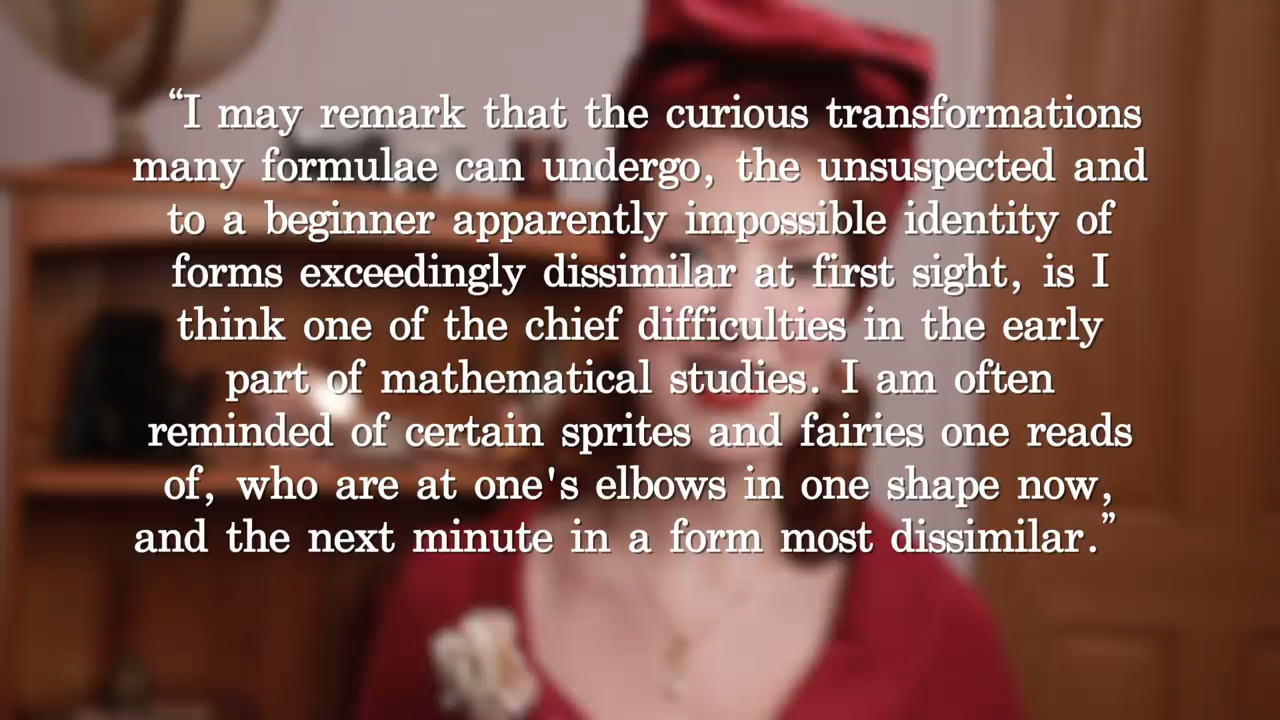 “I may remark that the curious transformations
many formulae can undergo, the unsuspected and
to a beginner apparently impossible identity of
forms exceedingly dissimilar at first sight, is I
think one of the chief difficulties in the early
part of mathematical studies. I am often
reminded of certain sprites and fairies one reads
of, who are at one's elbows in one shape now,
and the next minute in a form most dissimilar.”